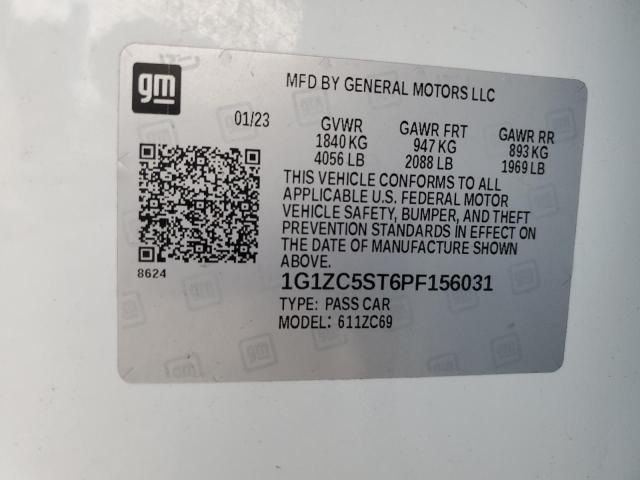 gm
MFD BY GENERAL MOTORS LLC
01/23 GVWR GAWR FRT GAWR RR
1840 KG 947 KG 893 KG
4056 LB 2088 LB 1969 LB
THIS VEHICLE CONFORMS TO ALL
APPLICABLE U.S. FEDERAL MOTOR
VEHICLE SAFETY, BUMPER, AND THEFT
PREVENTION STANDARDS IN EFFECT ON
THE DATE OF MANUFACTURE SHOWN
ABOVE.
8624
1G1ZC5ST6PF156031
TYPE: PASS CAR
MODEL: 611ZC69